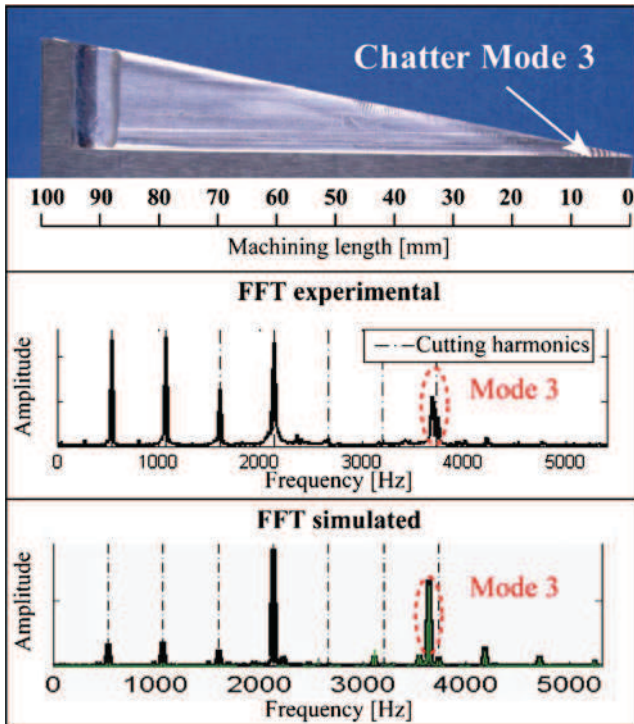 Chatter Mode 3
100 90 80 70 60 50 40 30 20 10 0
Machining length [mm]
FFT experimental
Cutting harmonics
Mode 3
Amplitude
0 1000 2000 3000 4000 5000
Frequency [Hz]
FFT simulated
Mode 3
Amplitude
0 1000 2000 3000 4000 5000
Frequency [Hz]